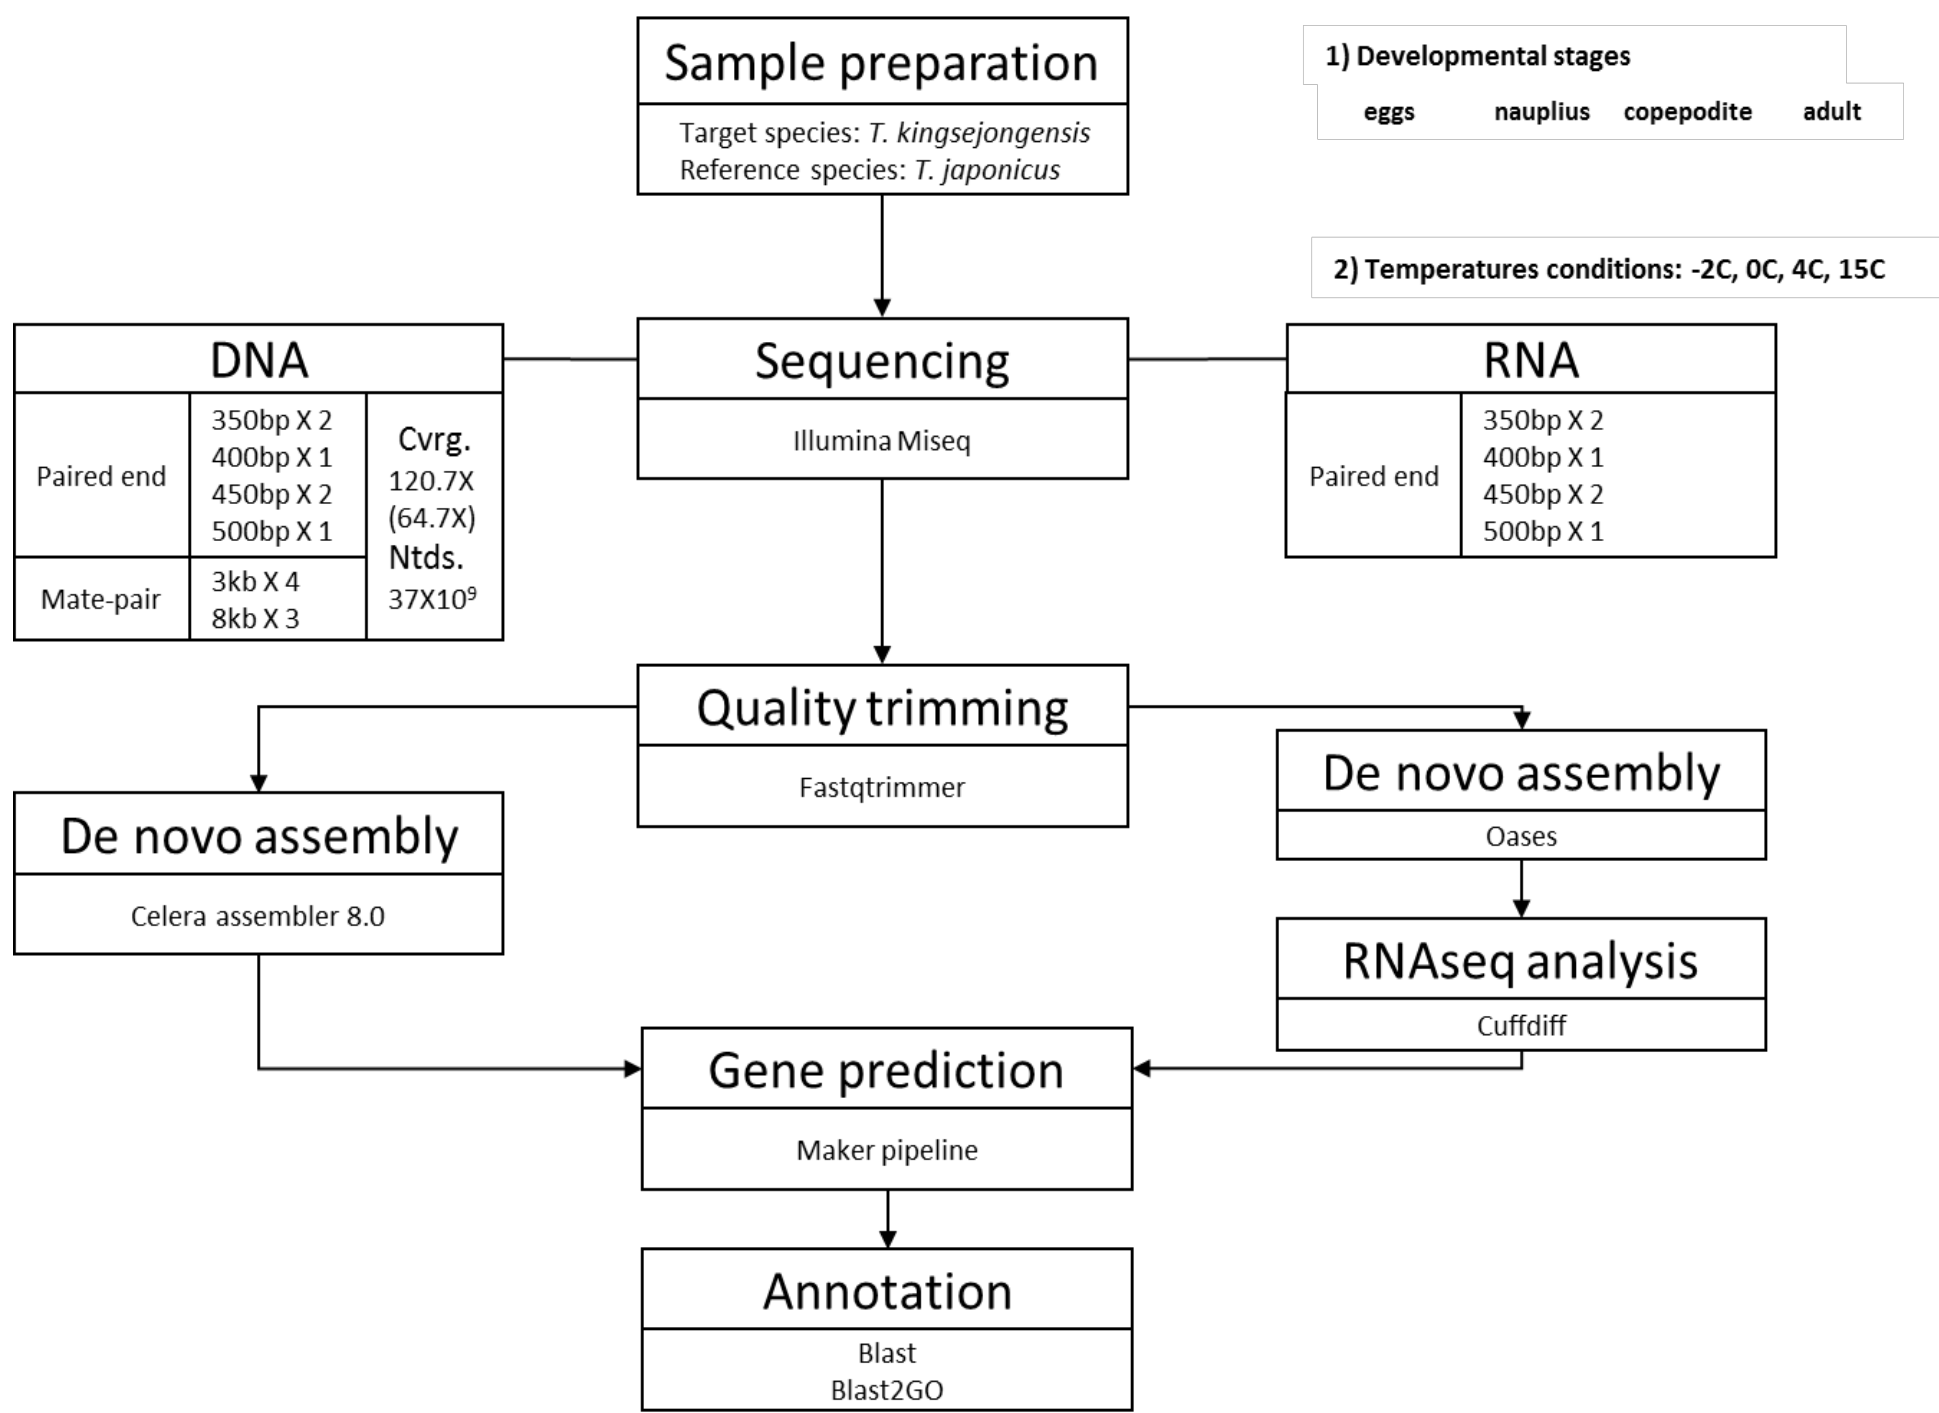 Sample preparation
Target species: T. kingsejongensis
Reference species: T. japonicus
1) Developmental stages
eggs nauplius copepodite adult
2) Temperatures conditions: -2C, 0C, 4C, 15C
DNA
Paired end
350bp X 2
400bp X 1
450bp X 2
500bp X 1
Mate-pair
3kb X 4
8kb X 3
Cvrg.
120.7X
(64.7X)
Ntds.
37X10⁹
Sequencing
Illumina Miseq
RNA
Paired end
350bp X 2
400bp X 1
450bp X 2
500bp X 1
Quality trimming
Fastqtrimmer
De novo assembly
Celera assembler 8.0
De novo assembly
Oases
RNAseq analysis
Cuffdiff
Gene prediction
Maker pipeline
Annotation
Blast
Blast2GO